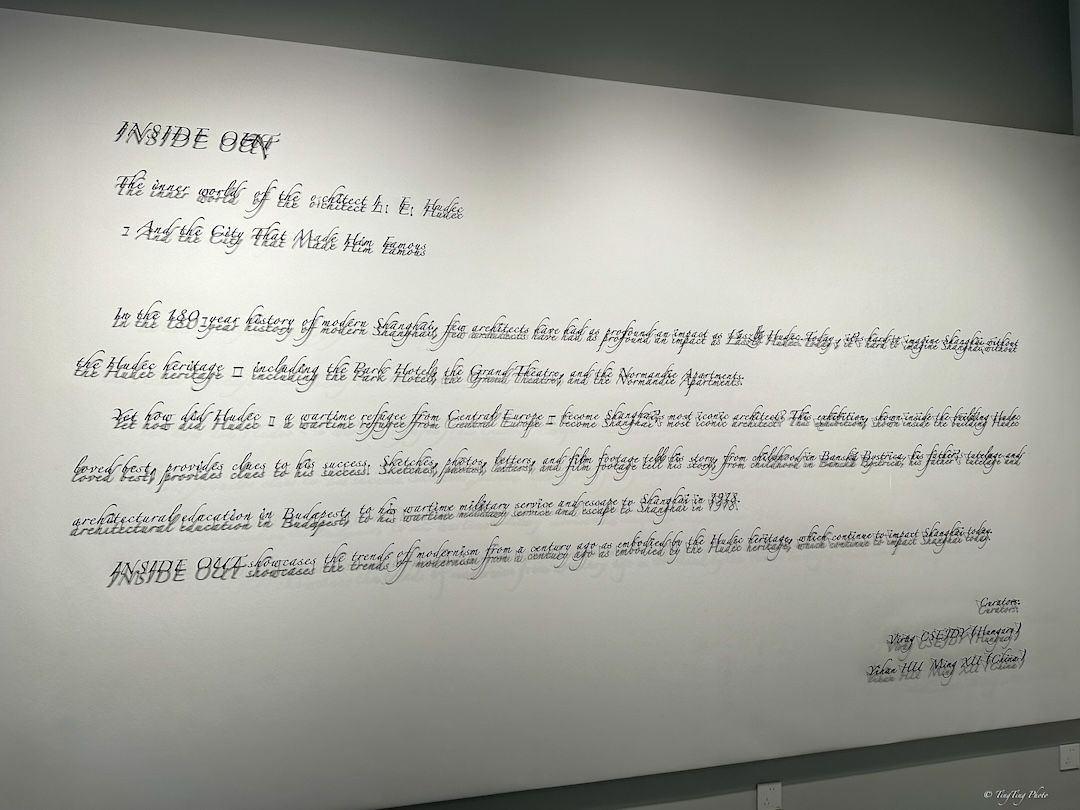 INSIDE OUT
The inner world of the architect L. E. Hudec
And the City That Made Him Famous
In the 180-year history of modern Shanghai, few architects have had as profound an impact as László Hudec. Today, it's hard to imagine Shanghai without
the Hudec heritage including the Park Hotel, the Grand Theatre, and the Normandie Apartments.
Yet how did Hudec a wartime refugee from Central Europe become Shanghai's most iconic architect? This exhibition, shown inside the building Hudec
loved best, provides clues to his success. Sketches, photos, letters, and film footage tell his story, from childhood in Banská Bystrica, his father's tutelage and
architectural education in Budapest, to his wartime military service and escape to Shanghai in 1918.
INSIDE OUT showcases the trends of modernism from a century ago as embodied by the Hudec heritage, which continue to impact Shanghai today.
Curators:
Virág CSEJDY (Hungary)
Yihan HU Ming XU (China)
© TingTing Photo